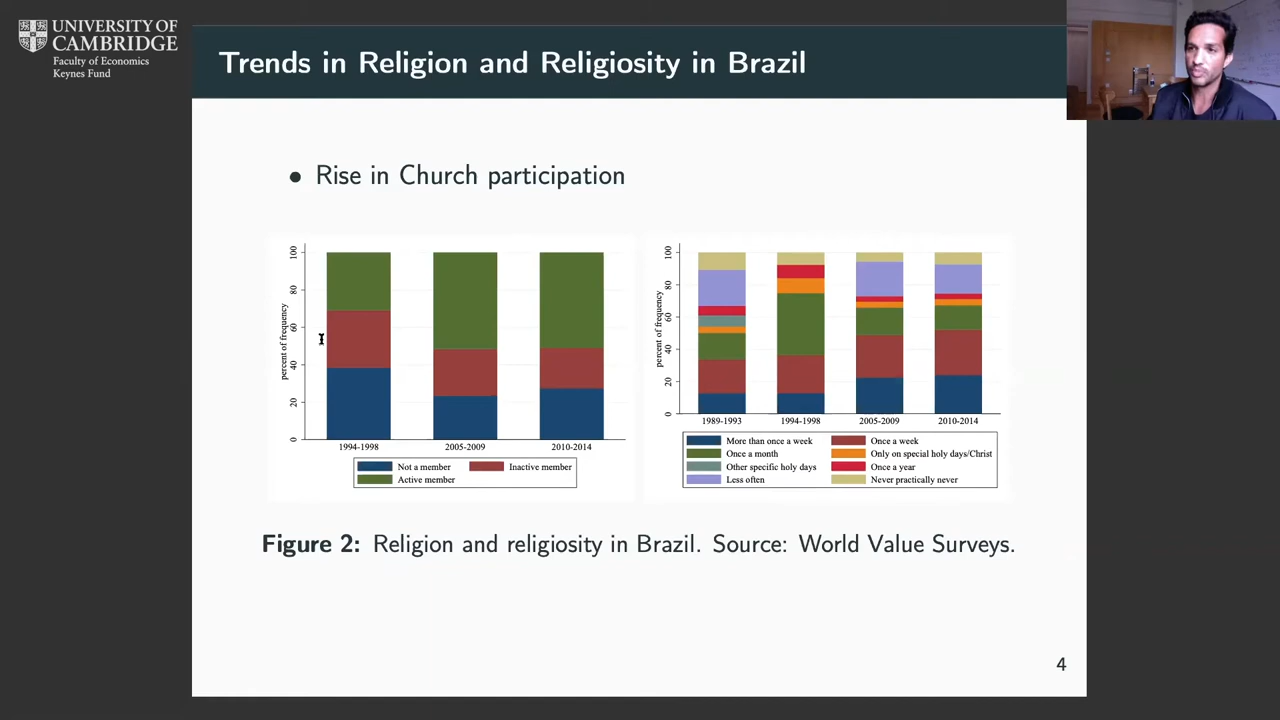 UNIVERSITY OF
CAMBRIDGE
Faculty of Economics
Keynes Fund
Trends in Religion and Religiosity in Brazil
• Rise in Church participation
percent of frequency
100
80
60
40
20
0
1994-1998 2005-2009 2010-2014
Not a member Inactive member
Active member
percent of frequency
100
80
60
40
20
0
1989-1993 1994-1998 2005-2009 2010-2014
More than once a week Once a week
Once a month Only on special holy days/Christ
Other specific holy days Once a year
Less often Never practically never
Figure 2: Religion and religiosity in Brazil. Source: World Value Surveys.
4